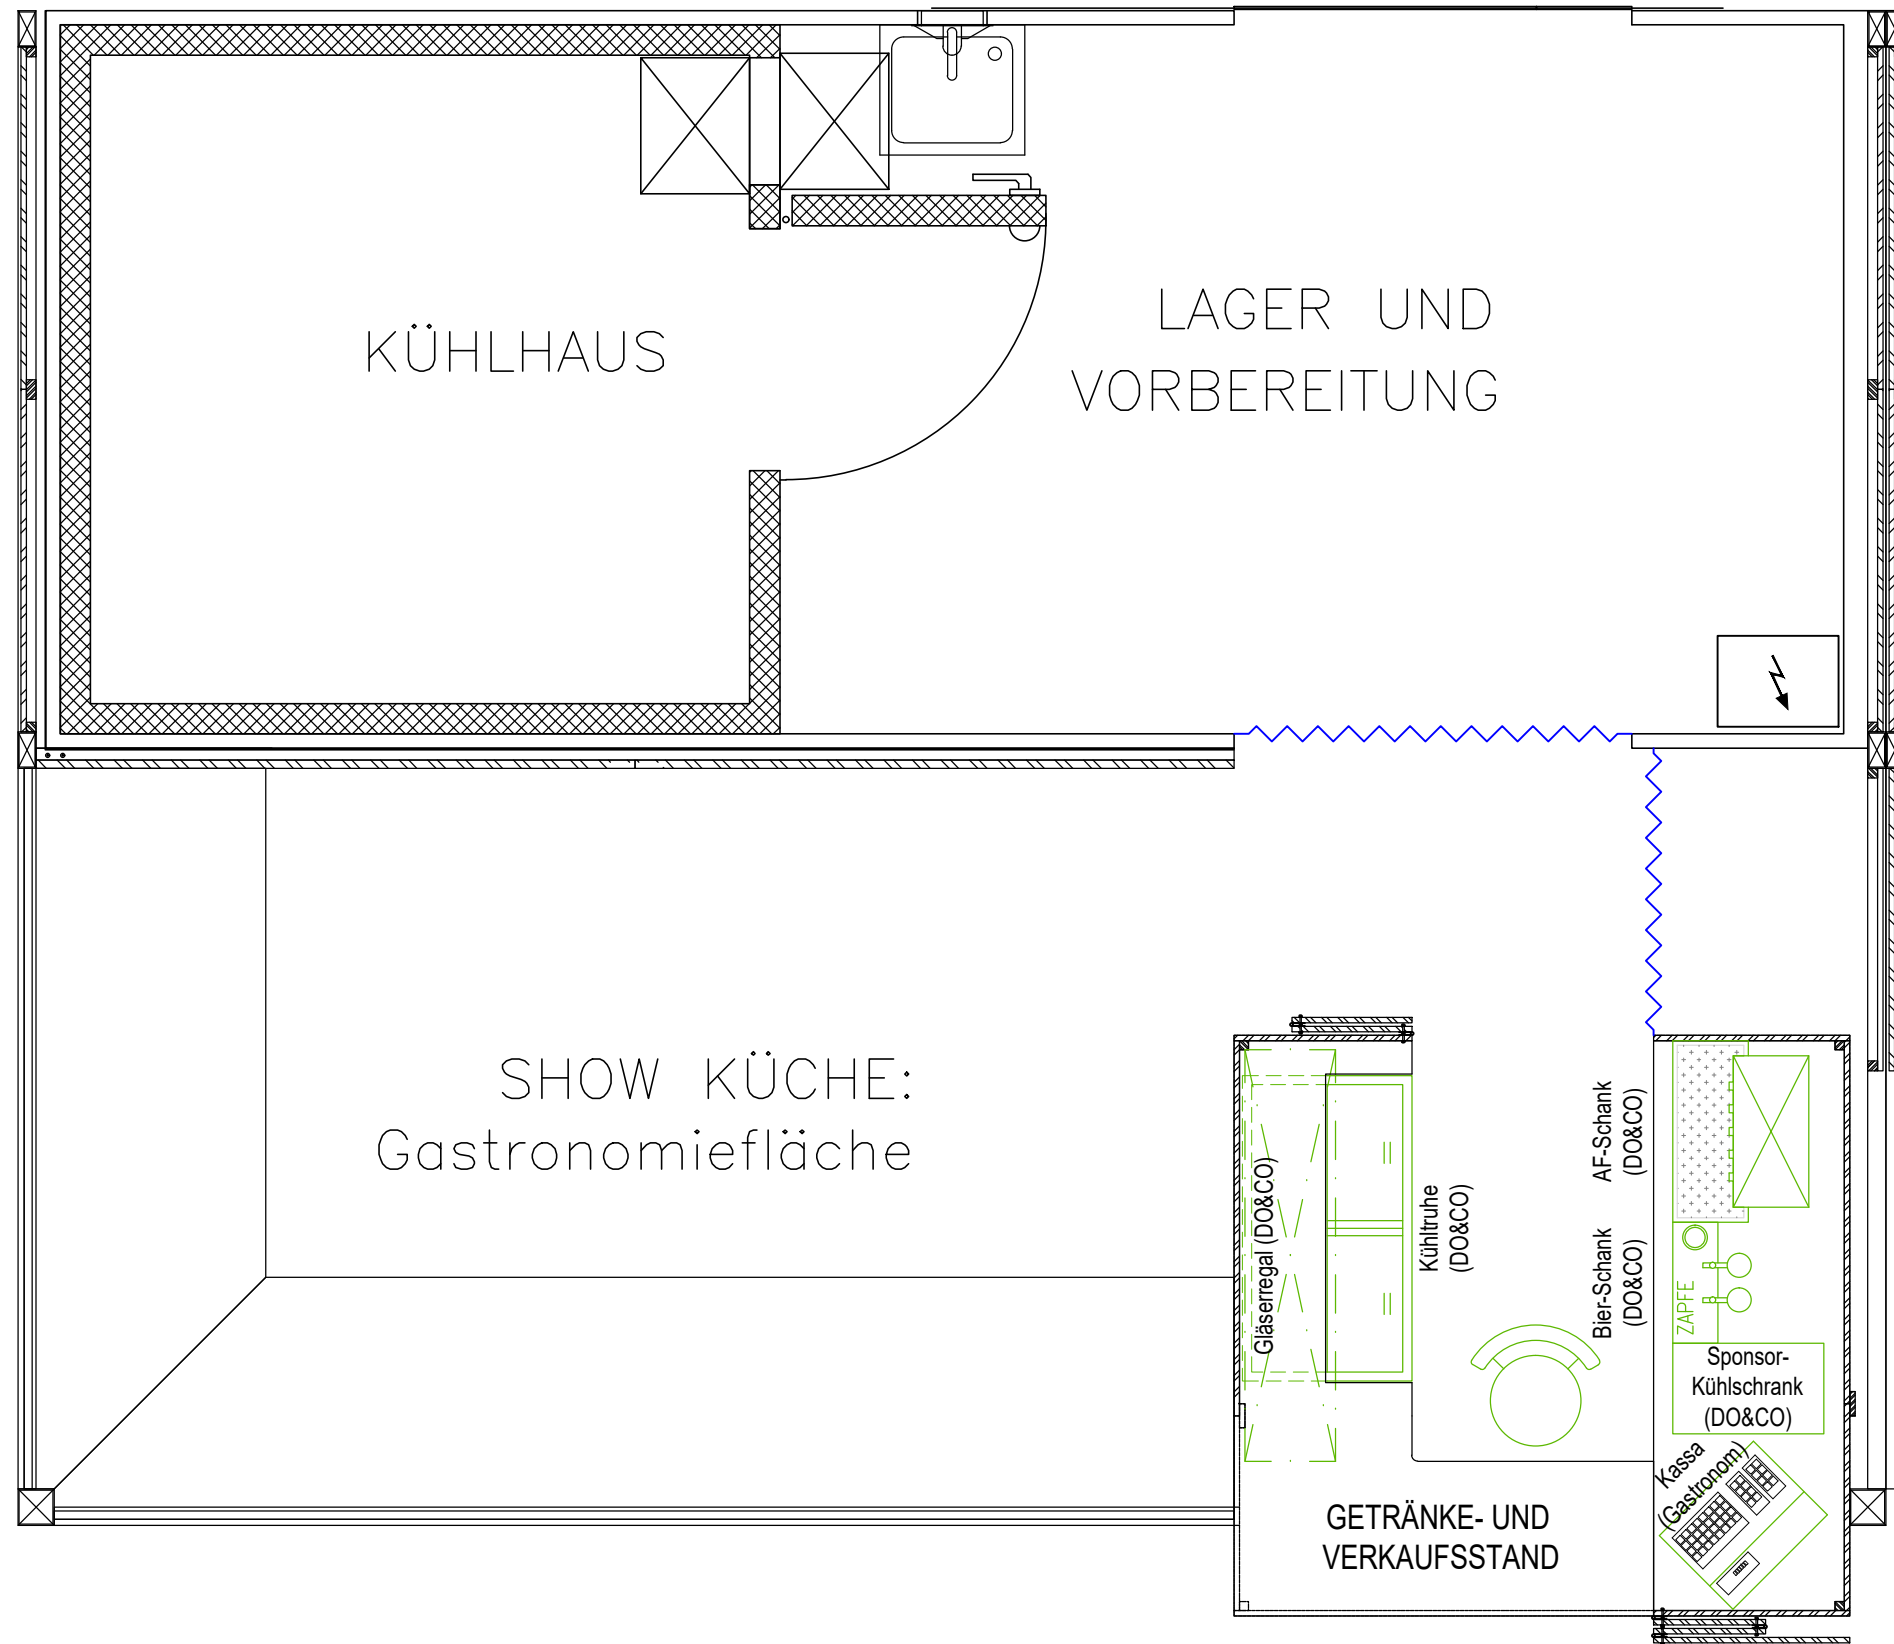 KÜHLHAUS
LAGER UND
VORBEREITUNG
SHOW KÜCHE:
Gastronomiefläche
Gläserregal (DO&CO)
Kühltruhe
(DO&CO)
AF-Schank
(DO&CO)
Bier-Schank
(DO&CO)
ZAPFE
Sponsor-
Kühlschrank
(DO&CO)
Kassa
(Gastronom)
GETRÄNKE- UND
VERKAUFSSTAND